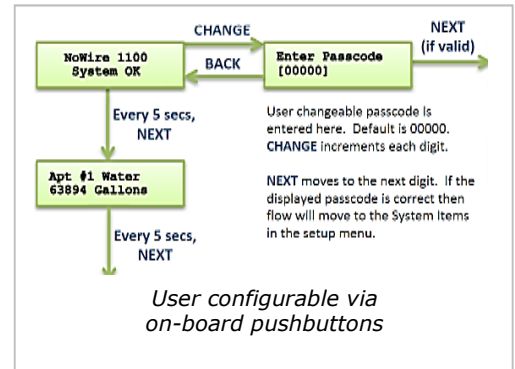 CHANGE
NEXT
(if valid)
NoWire 1100
System OK
BACK
Enter Passcode
[00000]
Every 5 secs,
NEXT
User changeable passcode is
entered here. Default is 00000.
CHANGE increments each digit.
NEXT moves to the next digit. If the
displayed passcode is correct then
flow will move to the System Items
in the setup menu.
Apt #1 Water
63894 Gallons
Every 5 secs,
NEXT
User configurable via
on-board pushbuttons